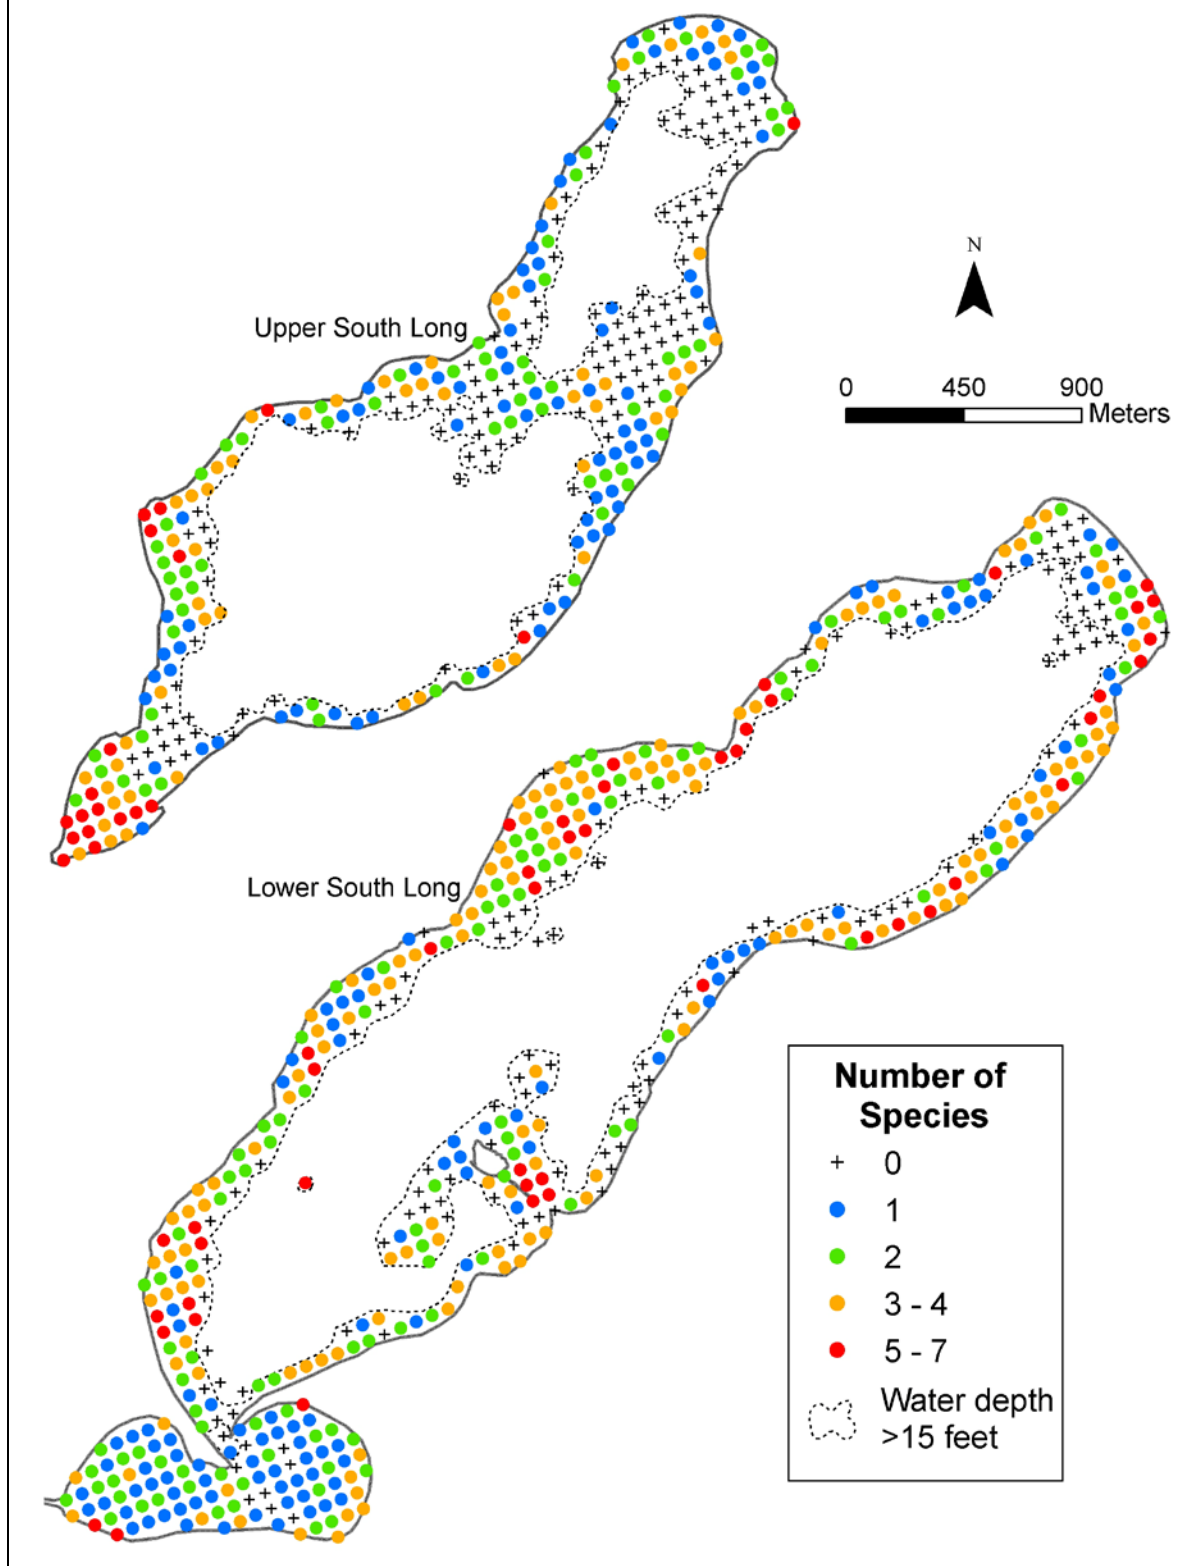 N
Upper South Long
0 450 900
Meters
Lower South Long
Number of
Species
0
1
2
3 - 4
5 - 7
Water depth
>15 feet